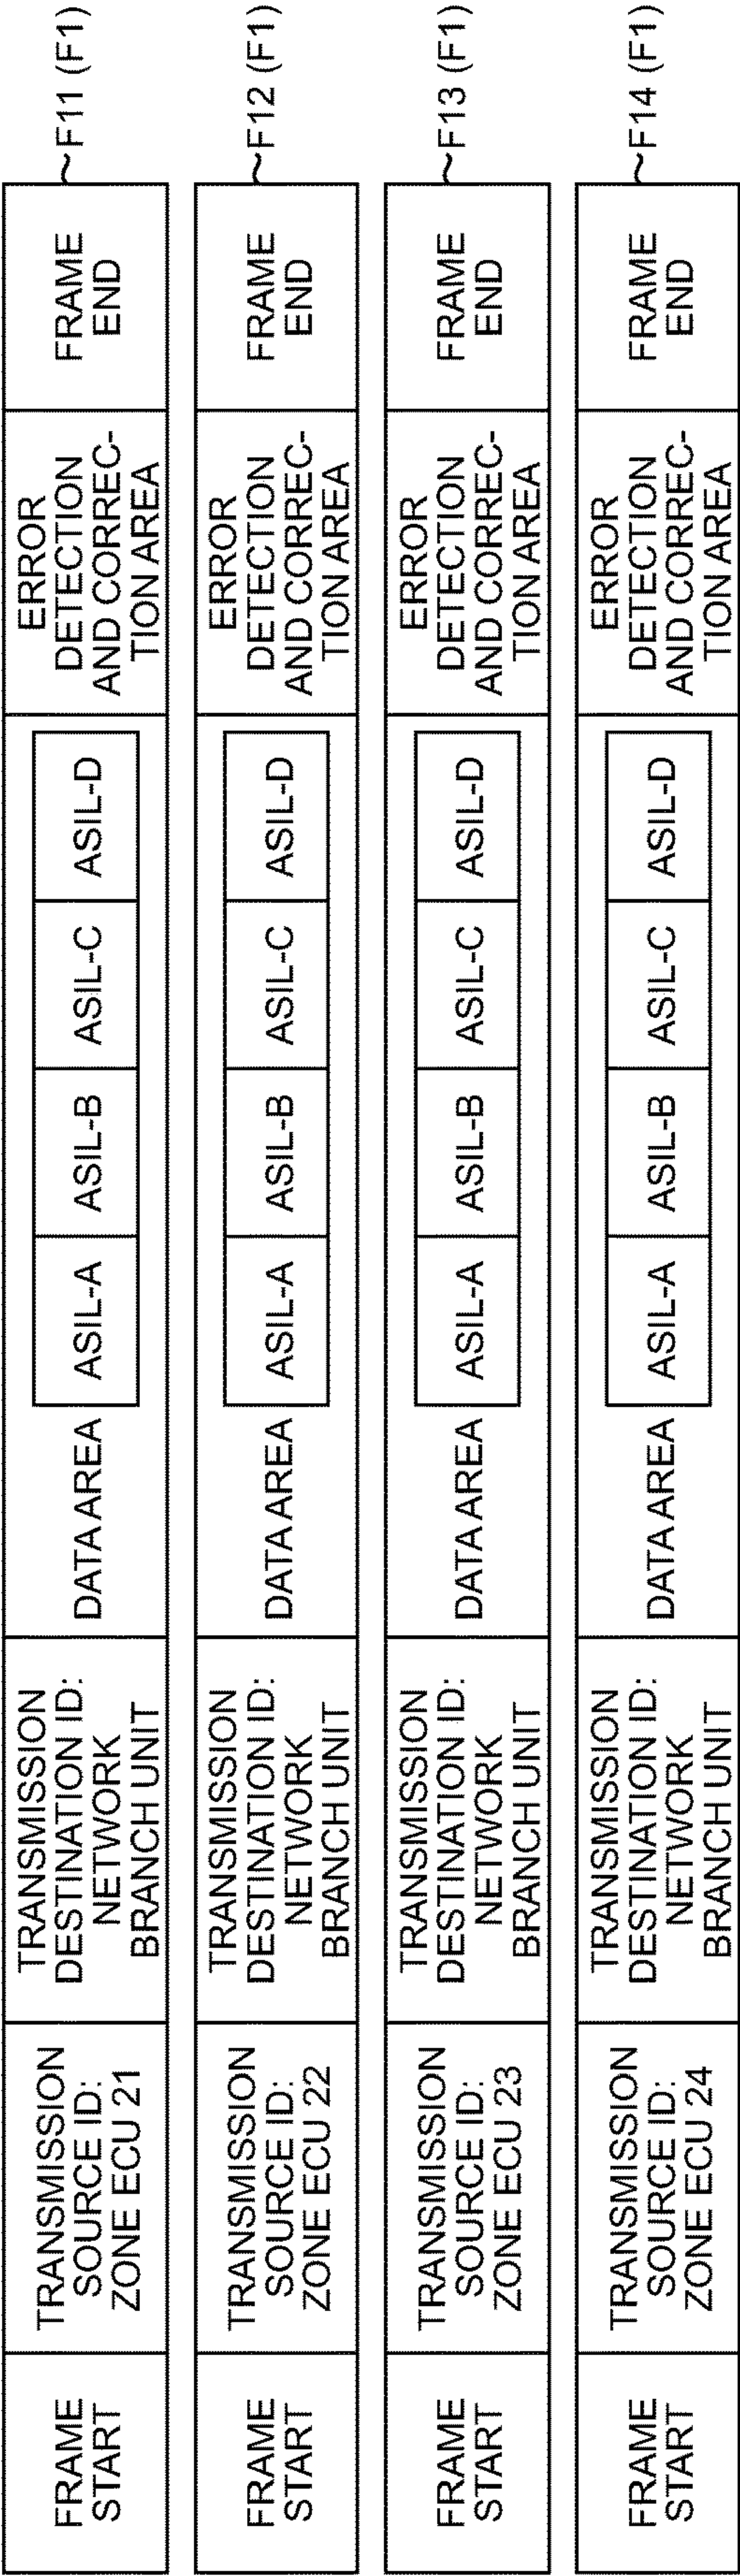 FRAME
START
TRANSMISSION
SOURCE ID:
ZONE ECU 21
TRANSMISSION
DESTINATION ID:
NETWORK
BRANCH UNIT
DATA AREA
ASIL-A
ASIL-B
ASIL-C
ASIL-D
ERROR
DETECTION
AND CORREC-
TION AREA
FRAME
END
~F11 (F1)
FRAME
START
TRANSMISSION
SOURCE ID:
ZONE ECU 22
TRANSMISSION
DESTINATION ID:
NETWORK
BRANCH UNIT
DATA AREA
ASIL-A
ASIL-B
ASIL-C
ASIL-D
ERROR
DETECTION
AND CORREC-
TION AREA
FRAME
END
~F12 (F1)
FRAME
START
TRANSMISSION
SOURCE ID:
ZONE ECU 23
TRANSMISSION
DESTINATION ID:
NETWORK
BRANCH UNIT
DATA AREA
ASIL-A
ASIL-B
ASIL-C
ASIL-D
ERROR
DETECTION
AND CORREC-
TION AREA
FRAME
END
~F13 (F1)
FRAME
START
TRANSMISSION
SOURCE ID:
ZONE ECU 24
TRANSMISSION
DESTINATION ID:
NETWORK
BRANCH UNIT
DATA AREA
ASIL-A
ASIL-B
ASIL-C
ASIL-D
ERROR
DETECTION
AND CORREC-
TION AREA
FRAME
END
~F14 (F1)